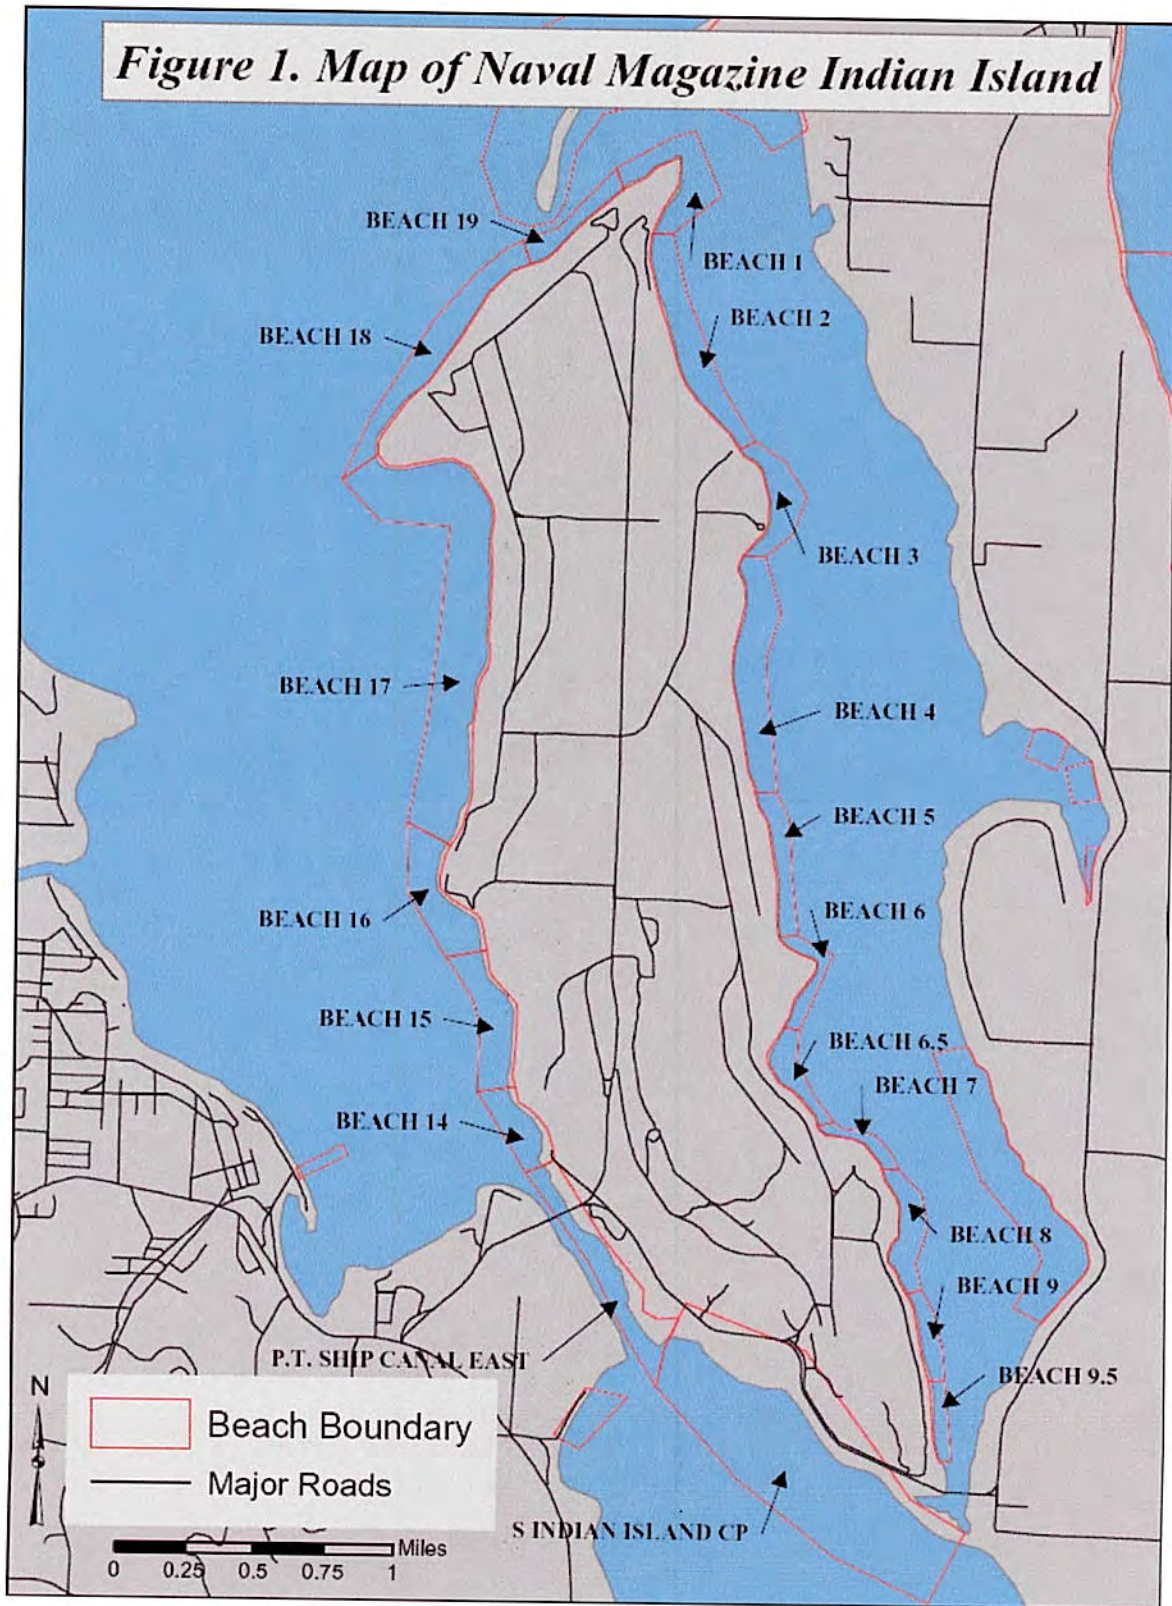 Figure 1. Map of Naval Magazine Indian Island
BEACH 19
BEACH 1
BEACH 2
BEACH 18
BEACH 3
BEACH 17
BEACH 4
BEACH 5
BEACH 6
BEACH 16
BEACH 15
BEACH 6.5
BEACH 7
BEACH 14
BEACH 8
BEACH 9
P.T. SHIP CANAL EAST
BEACH 9.5
N
Beach Boundary
Major Roads
S INDIAN ISLAND CP
Miles
0 0.25 0.5 0.75 1